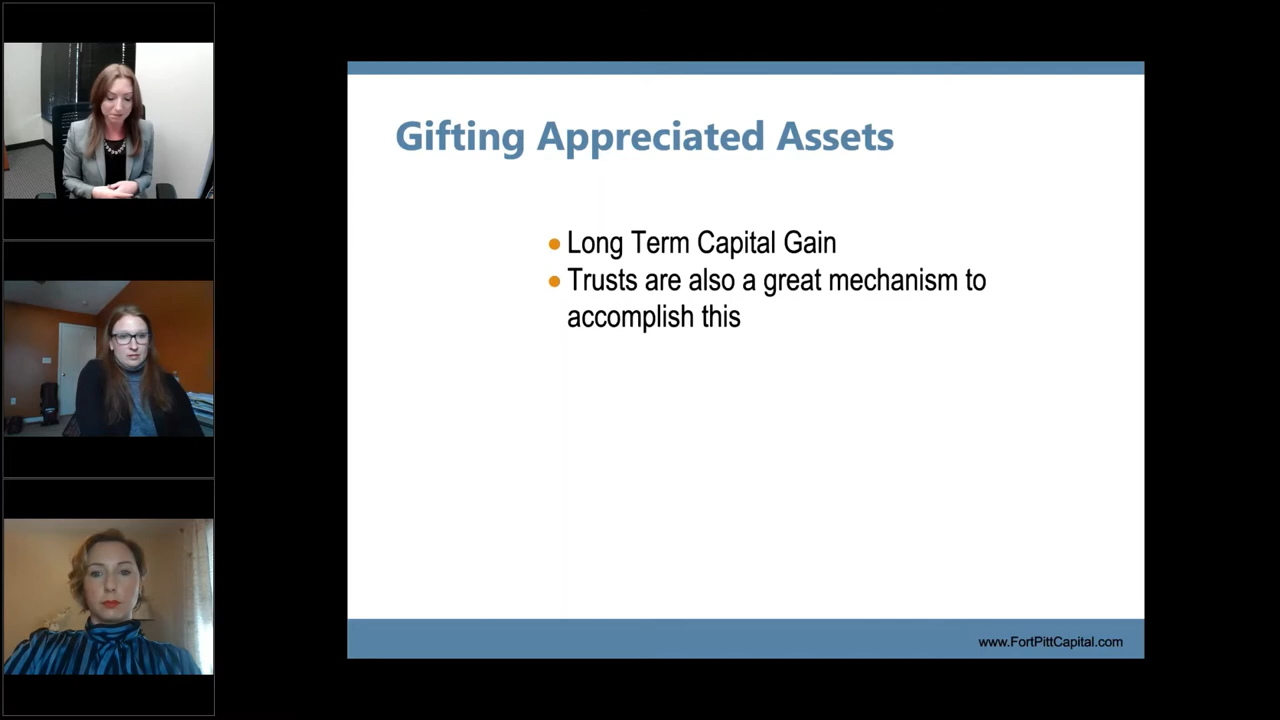 Gifting Appreciated Assets
Long Term Capital Gain
Trusts are also a great mechanism to
accomplish this
www.FortPittCapital.com